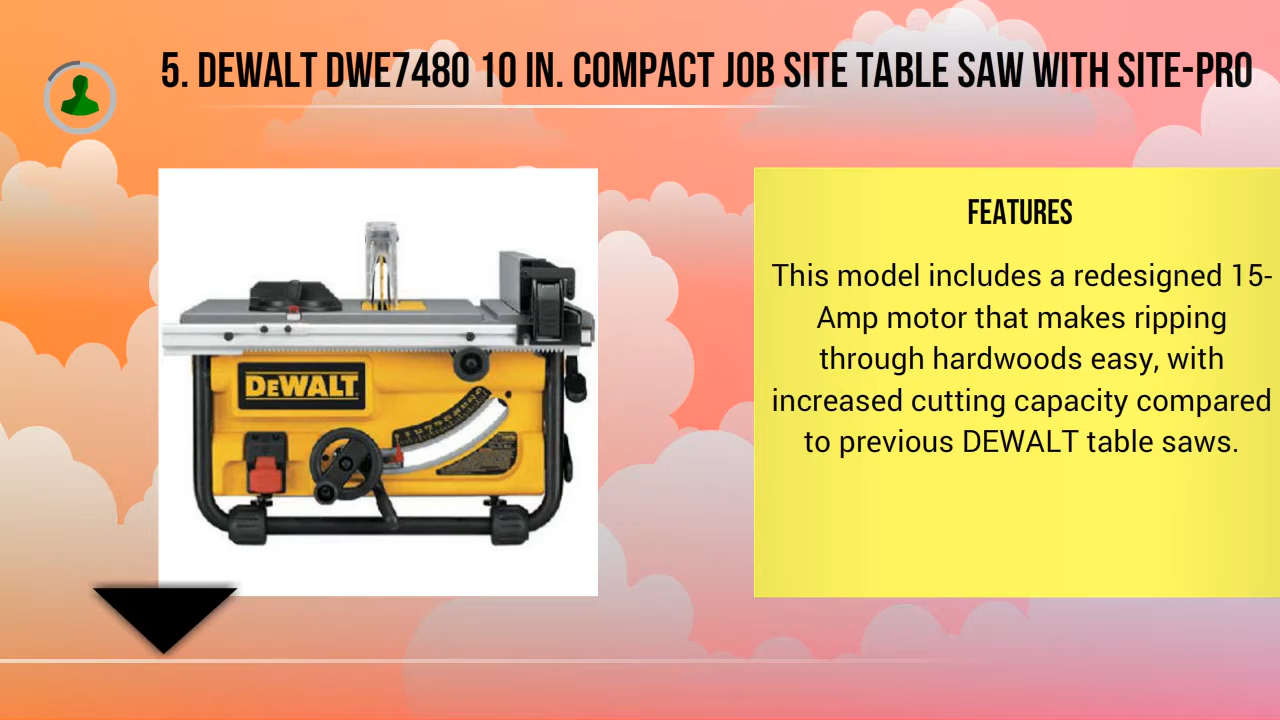 5. DEWALT DWE7480 10 IN. COMPACT JOB SITE TABLE SAW WITH SITE-PRO
FEATURES
This model includes a redesigned 15-
Amp motor that makes ripping
through hardwoods easy, with
increased cutting capacity compared
to previous DEWALT table saws.
DEWALT